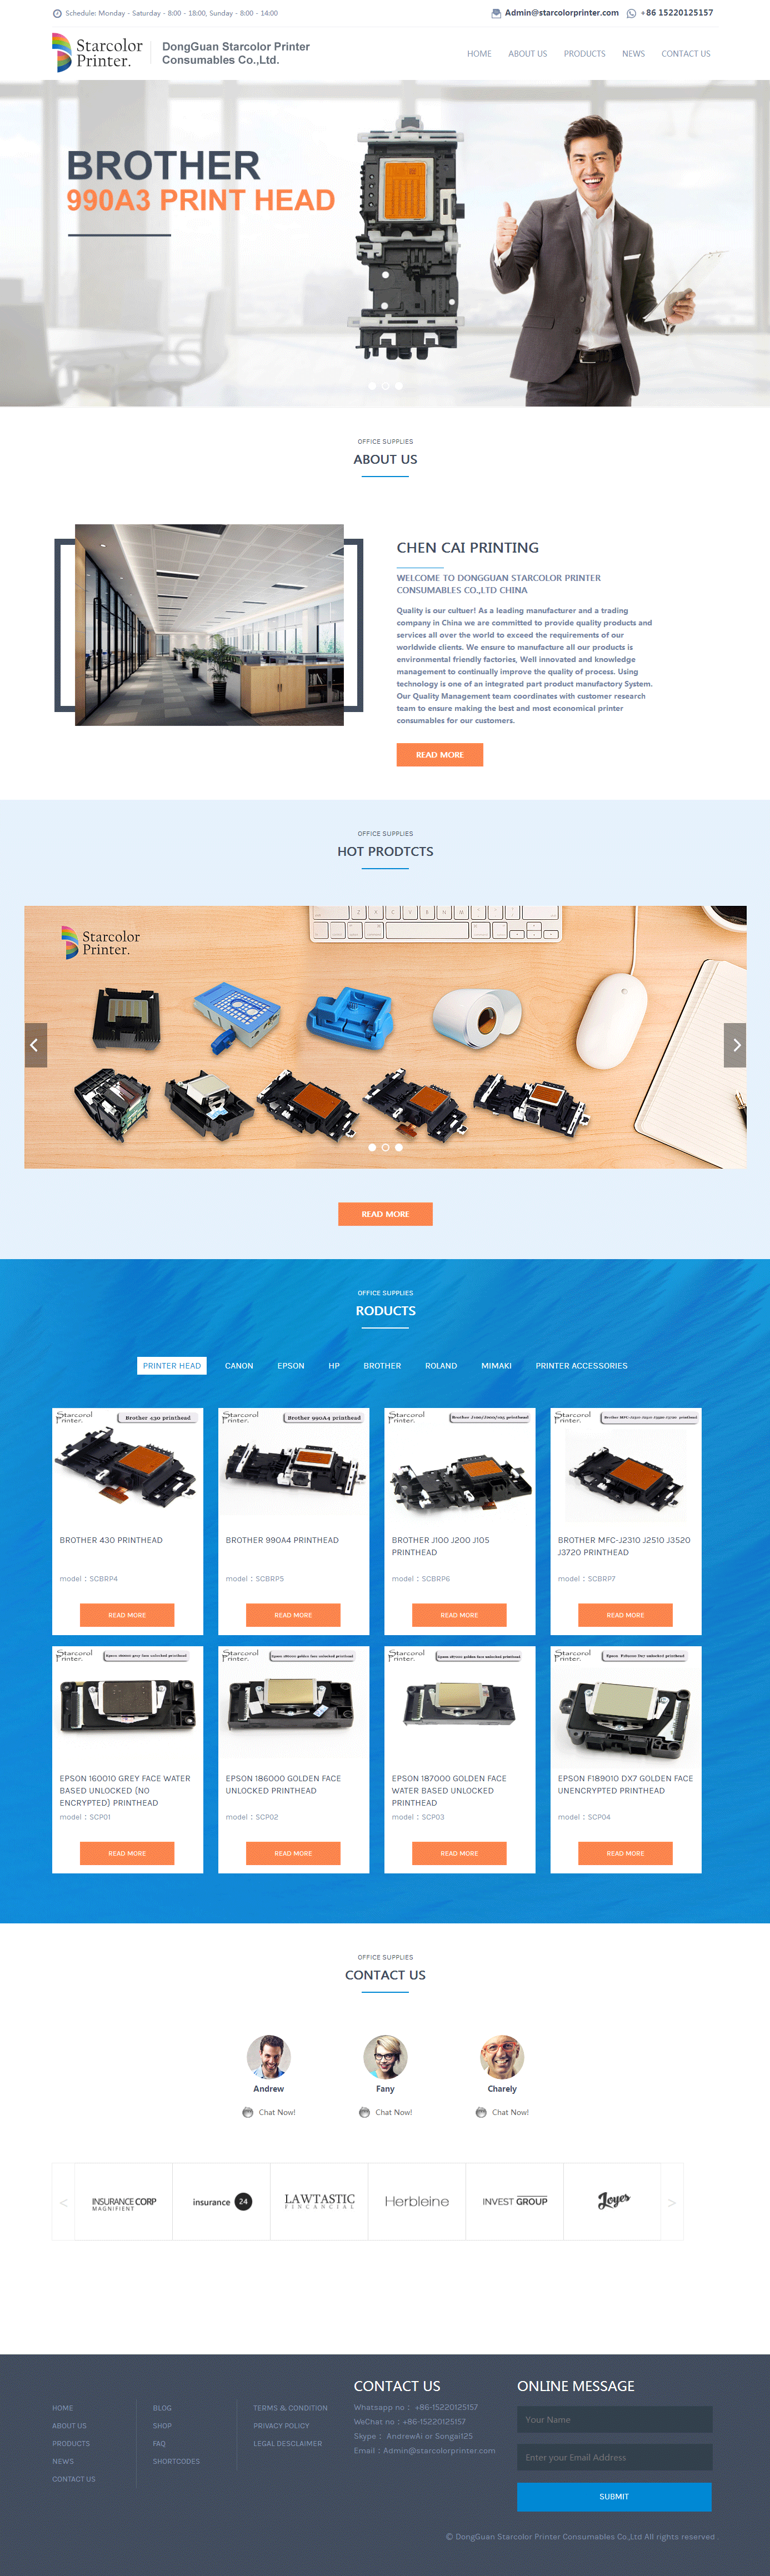 Schedule: Monday - Saturday - 8:00 - 18:00, Sunday - 8:00 - 14:00
Admin@starcolorprinter.com
+86 15220125157
Starcolor
Printer.
DongGuan Starcolor Printer
Consumables Co.,Ltd.
HOME ABOUT US PRODUCTS NEWS CONTACT US
BROTHER
990A3 PRINT HEAD
OFFICE SUPPLIES
ABOUT US
CHEN CAI PRINTING
WELCOME TO DONGGUAN STARCOLOR PRINTER
CONSUMABLES CO.,LTD CHINA
Quality is our cultuer! As a leading manufacturer and a trading
company in China we are committed to provide quality products and
services all over the world to exceed the requirements of our
worldwide clients. We ensure to manufacture all our products is
environmental friendly factories, Well innovated and knowledge
management to continually improve the quality of process. Using
technology is one of an integrated part product manufactory System.
Our Quality Management team coordinates with customer research
team to ensure making the best and most economical printer
consumables for our customers.
READ MORE
OFFICE SUPPLIES
HOT PRODTCTS
Starcolor
Printer.
READ MORE
OFFICE SUPPLIES
RODUCTS
PRINTER HEAD CANON EPSON HP BROTHER ROLAND MIMAKI PRINTER ACCESSORIES
Starcorol
Printer.
Brother 430 printhead
Starcorol
Printer.
Brother 990A4 printhead
Starcorol
Printer.
Starcorol
Printer.
BROTHER 430 PRINTHEAD
model：SCBRP4
READ MORE
BROTHER 990A4 PRINTHEAD
model：SCBRP5
READ MORE
BROTHER J100 J200 J105
PRINTHEAD
model：SCBRP6
READ MORE
BROTHER MFC-J2310 J2510 J3520
J3720 PRINTHEAD
model：SCBRP7
READ MORE
Starcorol
Printer.
Starcorol
Printer.
Starcorol
Printer.
Starcorol
Printer.
EPSON 160010 GREY FACE WATER
BASED UNLOCKED (NO
ENCRYPTED) PRINTHEAD
model：SCP01
READ MORE
EPSON 186000 GOLDEN FACE
UNLOCKED PRINTHEAD
model：SCP02
READ MORE
EPSON 187000 GOLDEN FACE
WATER BASED UNLOCKED
PRINTHEAD
model：SCP03
READ MORE
EPSON F189010 DX7 GOLDEN FACE
UNENCRYPTED PRINTHEAD
model：SCP04
READ MORE
OFFICE SUPPLIES
CONTACT US
Andrew
Chat Now!
Fany
Chat Now!
Charely
Chat Now!
<
INSURANCE CORP
MAGNIFIENT
insurance 24
LAWTASTIC
FINCANCIAL
Herbleine
INVEST GROUP
Joyes
>
HOME
ABOUT US
PRODUCTS
NEWS
CONTACT US
BLOG
SHOP
FAQ
SHORTCODES
TERMS & CONDITION
PRIVACY POLICY
LEGAL DESCLAIMER
CONTACT US
Whatsapp no： +86-15220125157
WeChat no：+86-15220125157
Skype： AndrewAi or Songai125
Email：Admin@starcolorprinter.com
ONLINE MESSAGE
Your Name
Enter your Email Address
SUBMIT
© DongGuan Starcolor Printer Consumables Co.,Ltd All rights reserved .